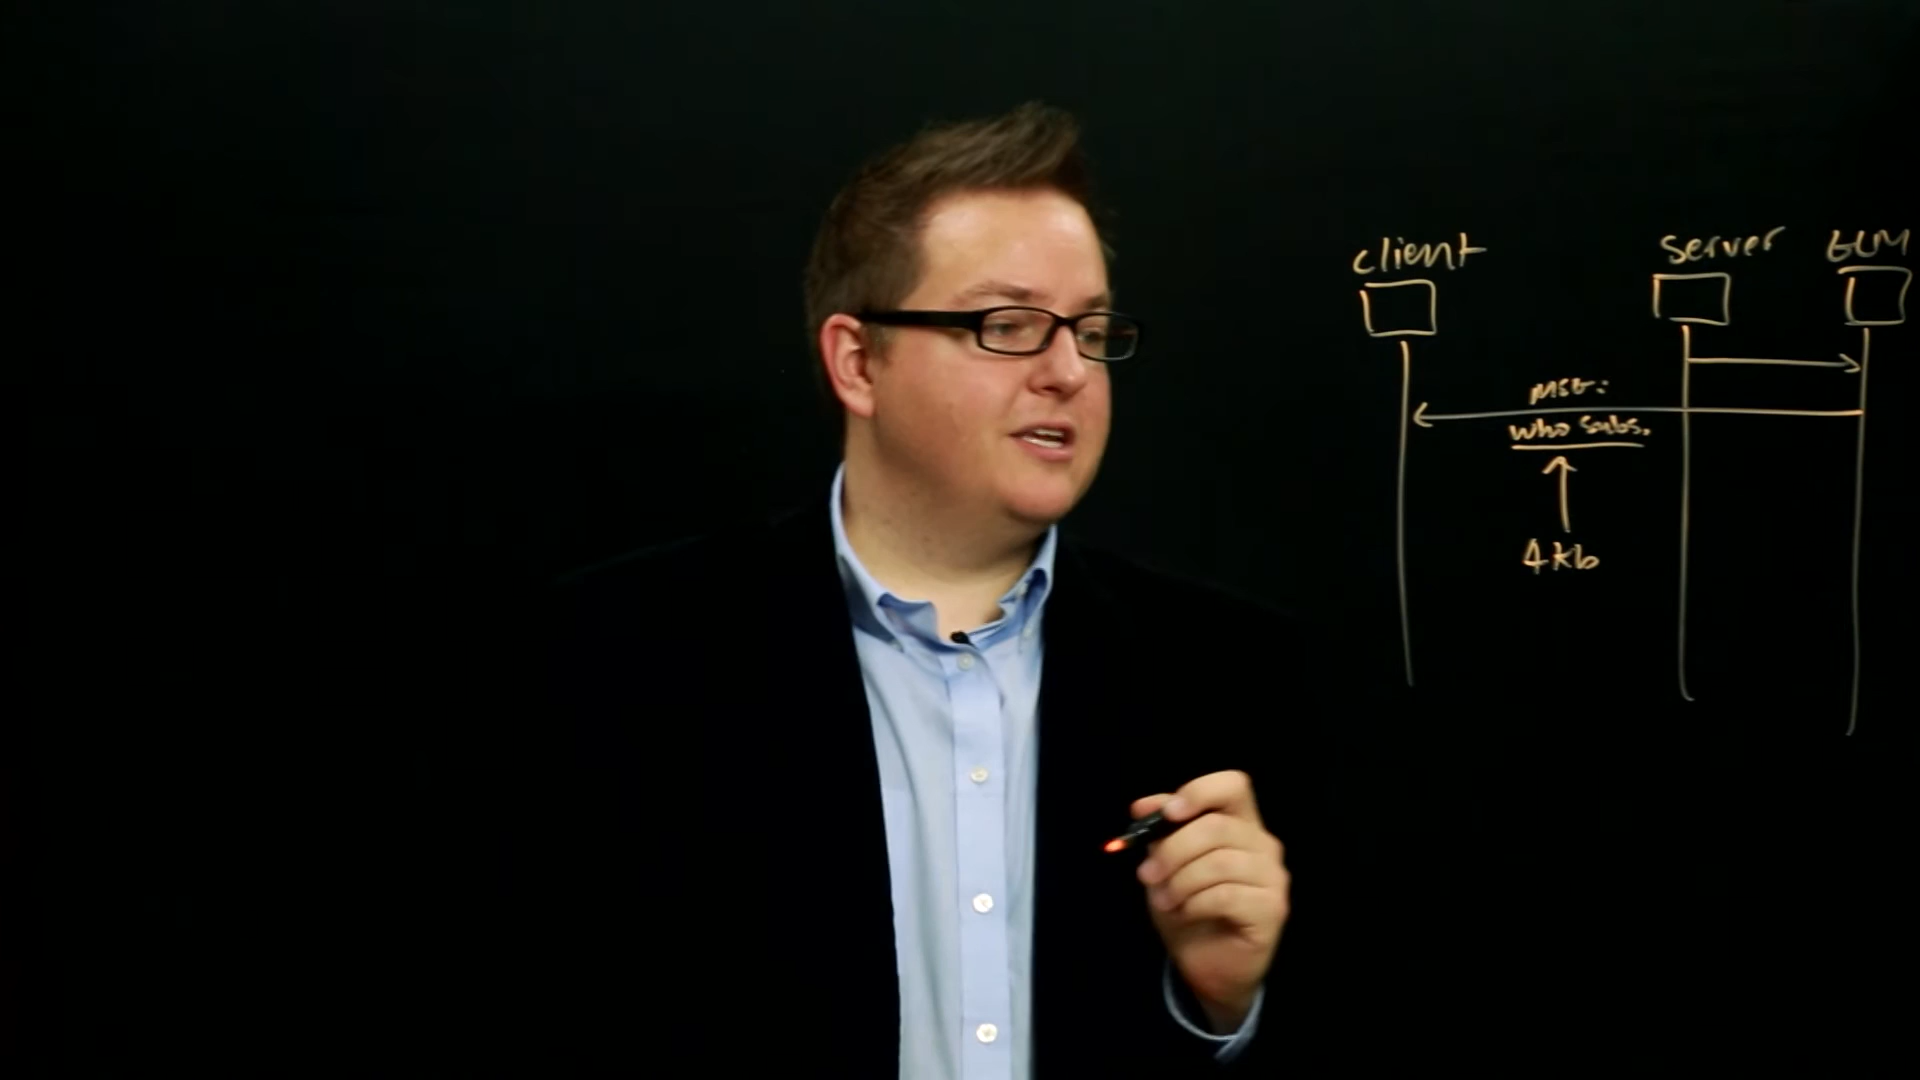 client
server
GCM
MSG:
who subs.
4kb